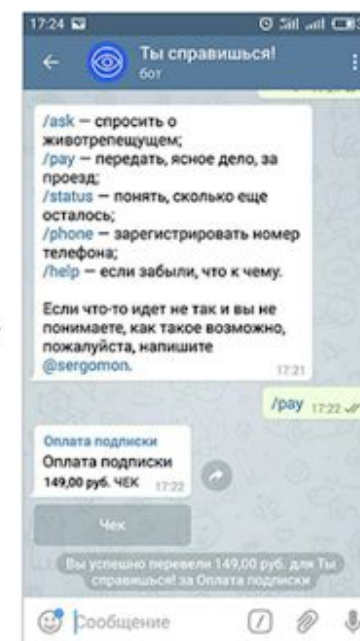 17:24
Ты справишься!
бот
/ask — спросить о
животрепещущем;
/pay — передать, ясное дело, за
проезд;
/status — понять, сколько еще
осталось;
/phone — зарегистрировать номер
телефона;
/help — если забыли, что к чему.
Если что-то идет не так и вы не
понимаете, как такое возможно,
пожалуйста, напишите
@sergomon.
17:21
/pay 17:22
Оплата подписки
Оплата подписки
149,00 руб. ЧЕК 17:22
Чек
Вы успешно перевели 149,00 руб. для Ты
справишься! за Оплата подписки
Сообщение